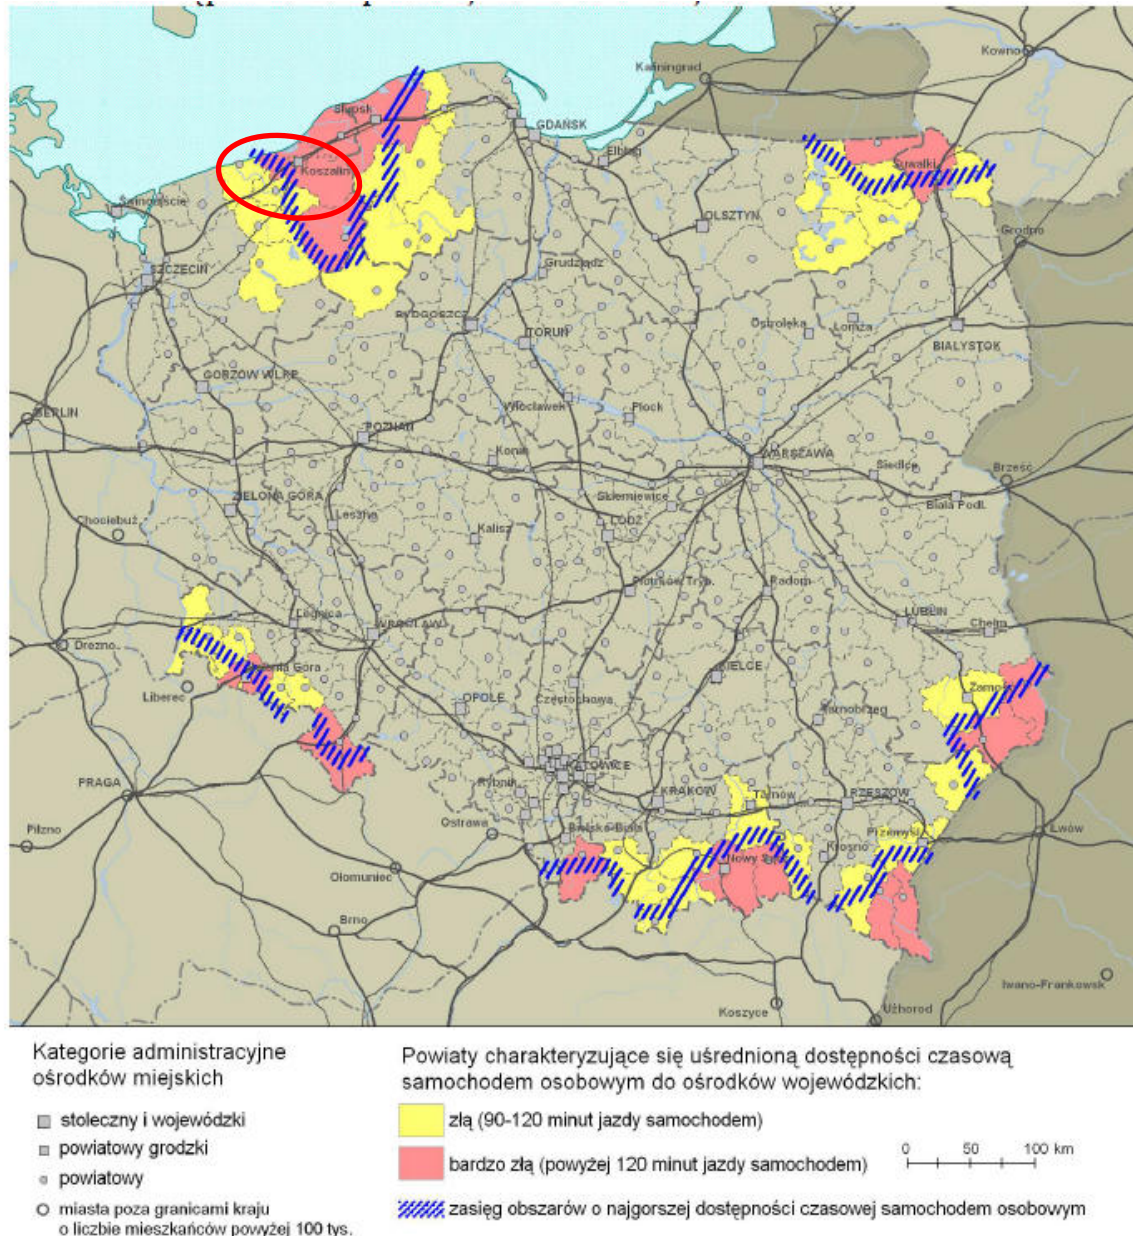 Kowno
Kaliningrad
Słupsk
GDAŃSK
Elbląg
Koszalin
Suwałki
Świnoujście
OLSZTYN
Grodno
SZCZECIN
Grudziądz
BYDGOSZCZ
TORUŃ
Ostrołęka
Łomża
BIAŁYSTOK
GORZÓW WLKP.
Włocławek
Płock
BERLIN
POZNAŃ
Konin
WARSZAWA
Siedlce
Brześć
Skierniewice
Biała Podl.
ZIELONA GÓRA
Leszno
Chociebuż
Kalisz
ŁÓDŹ
Piotrków Tryb.
Radom
Legnica
LUBLIN
Chełm
WROCŁAW
Drezno
KIELCE
Jelenia Góra
Liberec
Zamość
OPOLE
Częstochowa
Tarnobrzeg
KATOWICE
PRAGA
Rybnik
KRAKÓW
Tarnów
RZESZÓW
Ostrawa
Pilzno
Bielsko-Biała
Przemyśl
Lwów
Nowy Sącz
Krosno
Ołomuniec
Brno
Iwano-Frankowsk
Koszyce
Użhorod
Kategorie administracyjne
ośrodków miejskich
stołeczny i wojewódzki
powiatowy grodzki
powiatowy
miasta poza granicami kraju
o liczbie mieszkańców powyżej 100 tys.
Powiaty charakteryzujące się uśrednioną dostępności czasową
samochodem osobowym do ośrodków wojewódzkich:
złą (90-120 minut jazdy samochodem)
0 50 100 km
bardzo złą (powyżej 120 minut jazdy samochodem)
zasięg obszarów o najgorszej dostępności czasowej samochodem osobowym